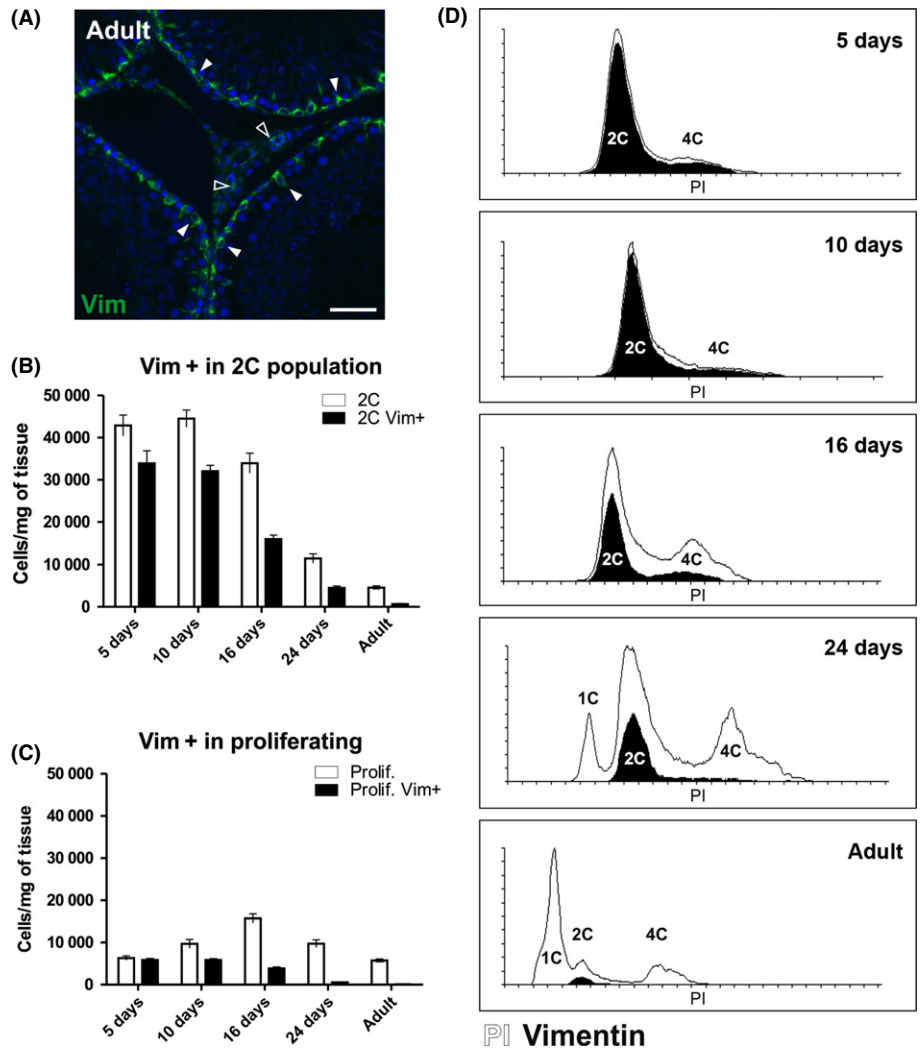 (A)
Adult
Vim
(B)
Vim + in 2C population
50 000
40 000
30 000
20 000
10 000
0
Cells/mg of tissue
2C
2C Vim+
5 days
10 days
16 days
24 days
Adult
(C)
Vim + in proliferating
50 000
40 000
30 000
20 000
10 000
0
Cells/mg of tissue
Prolif.
Prolif. Vim+
5 days
10 days
16 days
24 days
Adult
(D)
5 days
2C
4C
PI
10 days
2C
4C
PI
16 days
2C
4C
PI
24 days
1C
2C
4C
PI
Adult
1C
2C
4C
PI
PI Vimentin